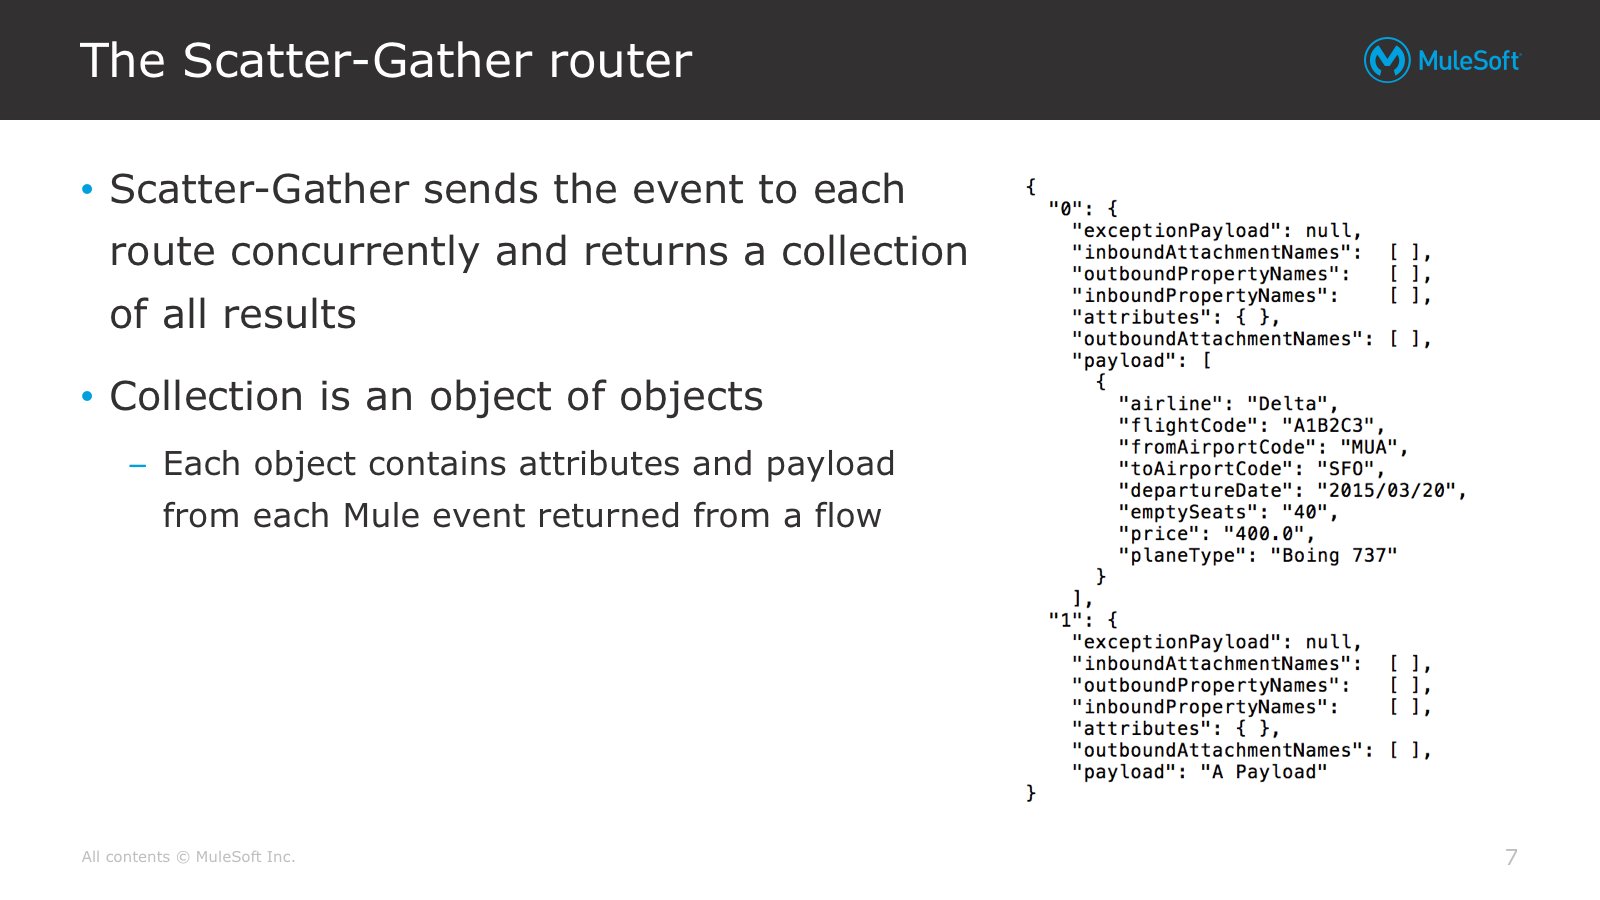 The Scatter-Gather router
MuleSoft
• Scatter-Gather sends the event to each
route concurrently and returns a collection
of all results
• Collection is an object of objects
– Each object contains attributes and payload
from each Mule event returned from a flow
{
"0": {
"exceptionPayload": null,
"inboundAttachmentNames": [ ],
"outboundPropertyNames": [ ],
"inboundPropertyNames": [ ],
"attributes": { },
"outboundAttachmentNames": [ ],
"payload": [
{
"airline": "Delta",
"flightCode": "A1B2C3",
"fromAirportCode": "MUA",
"toAirportCode": "SFO",
"departureDate": "2015/03/20",
"emptySeats": "40",
"price": "400.0",
"planeType": "Boing 737"
}
],
"1": {
"exceptionPayload": null,
"inboundAttachmentNames": [ ],
"outboundPropertyNames": [ ],
"inboundPropertyNames": [ ],
"attributes": { },
"outboundAttachmentNames": [ ],
"payload": "A Payload"
}
All contents © MuleSoft Inc.
7